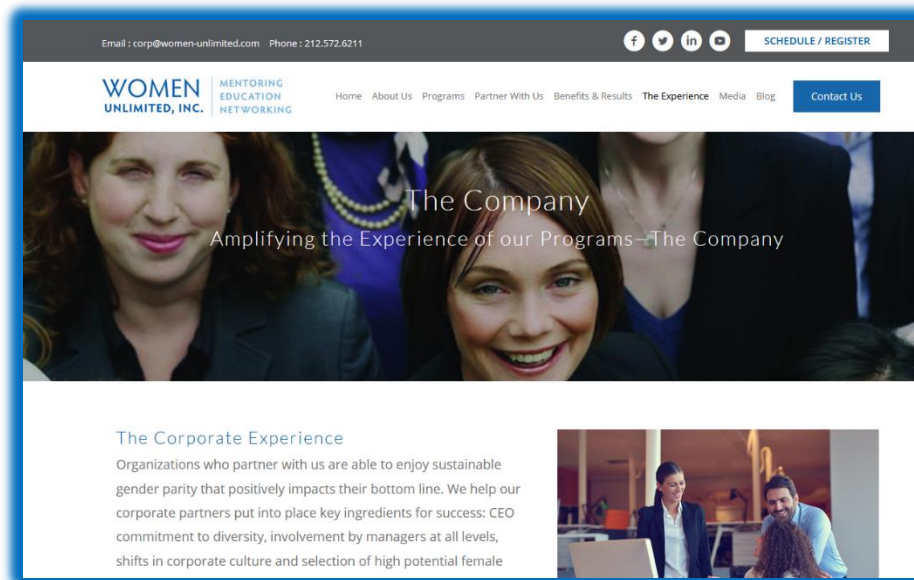 Email : corp@women-unlimited.com Phone : 212.572.6211
SCHEDULE / REGISTER
WOMEN
UNLIMITED, INC.
MENTORING
EDUCATION
NETWORKING
Home About Us Programs Partner With Us Benefits & Results The Experience Media Blog Contact Us
The Company
Amplifying the Experience of our Programs—The Company
The Corporate Experience
Organizations who partner with us are able to enjoy sustainable
gender parity that positively impacts their bottom line. We help our
corporate partners put into place key ingredients for success: CEO
commitment to diversity, involvement by managers at all levels,
shifts in corporate culture and selection of high potential female